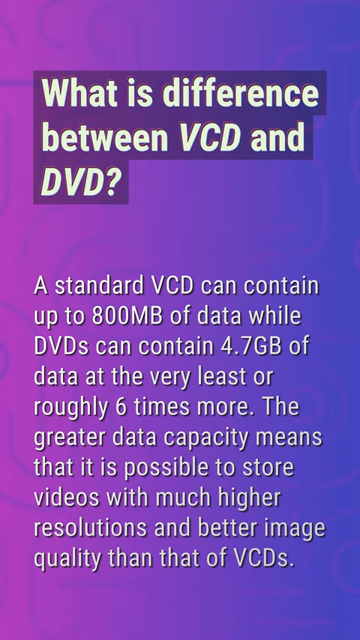 What is difference
between VCD and
DVD?
A standard VCD can contain
up to 800MB of data while
DVDs can contain 4.7GB of
data at the very least or
roughly 6 times more. The
greater data capacity means
that it is possible to store
videos with much higher
resolutions and better image
quality than that of VCDs.